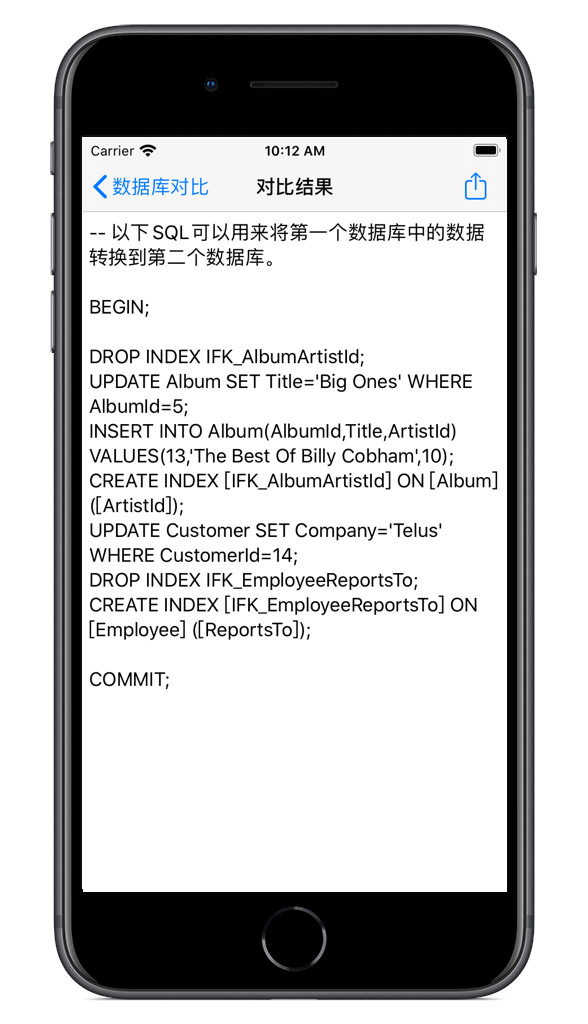 Carrier 10:12 AM
数据库对比 对比结果
-- 以下 SQL 可以用来将第一个数据库中的数据
转换到第二个数据库。
BEGIN;
DROP INDEX IFK_AlbumArtistId;
UPDATE Album SET Title='Big Ones' WHERE
AlbumId=5;
INSERT INTO Album(AlbumId,Title,ArtistId)
VALUES(13,'The Best Of Billy Cobham',10);
CREATE INDEX [IFK_AlbumArtistId] ON [Album]
([ArtistId]);
UPDATE Customer SET Company='Telus'
WHERE CustomerId=14;
DROP INDEX IFK_EmployeeReportsTo;
CREATE INDEX [IFK_EmployeeReportsTo] ON
[Employee] ([ReportsTo]);
COMMIT;